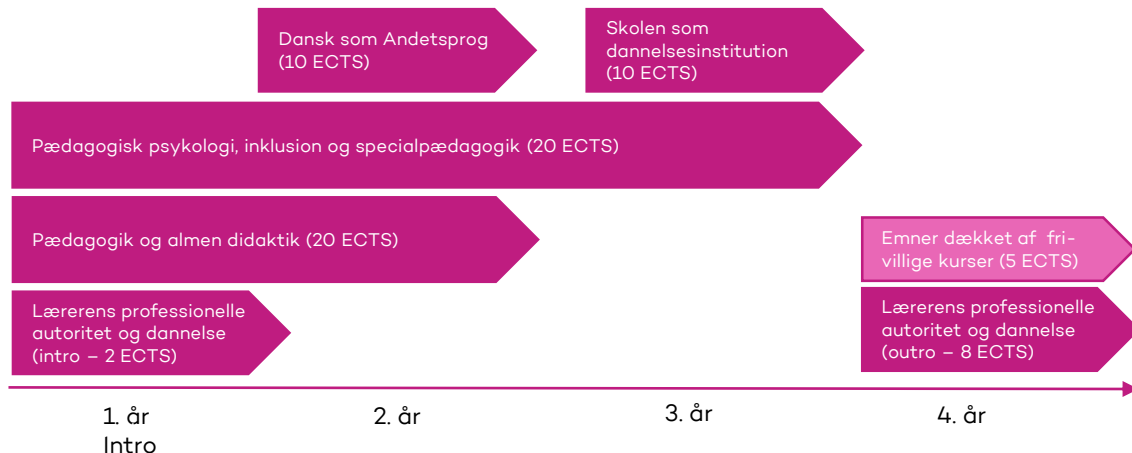 Dansk som Andetsprog
(10 ECTS)
Skolen som
dannelsesinstitution
(10 ECTS)
Pædagogisk psykologi, inklusion og specialpædagogik (20 ECTS)
Pædagogik og almen didaktik (20 ECTS)
Emner dækket af fri-
villige kurser (5 ECTS)
Lærerens professionelle
autoritet og dannelse
(intro – 2 ECTS)
Lærerens professionelle
autoritet og dannelse
(outro – 8 ECTS)
1. år
Intro
2. år
3. år
4. år